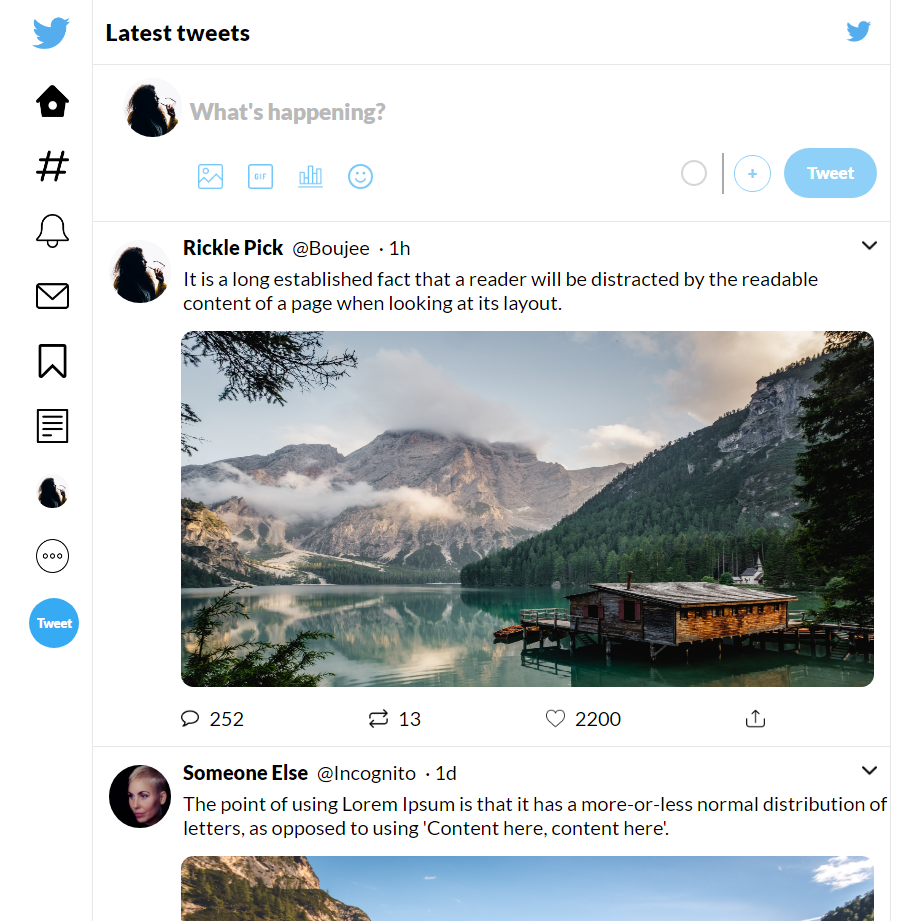 Latest tweets
What's happening?
GIF
+
Tweet
Rickle Pick @Boujee · 1h
It is a long established fact that a reader will be distracted by the readable
content of a page when looking at its layout.
252 13 2200
Tweet
Someone Else @Incognito · 1d
The point of using Lorem Ipsum is that it has a more-or-less normal distribution of
letters, as opposed to using 'Content here, content here'.